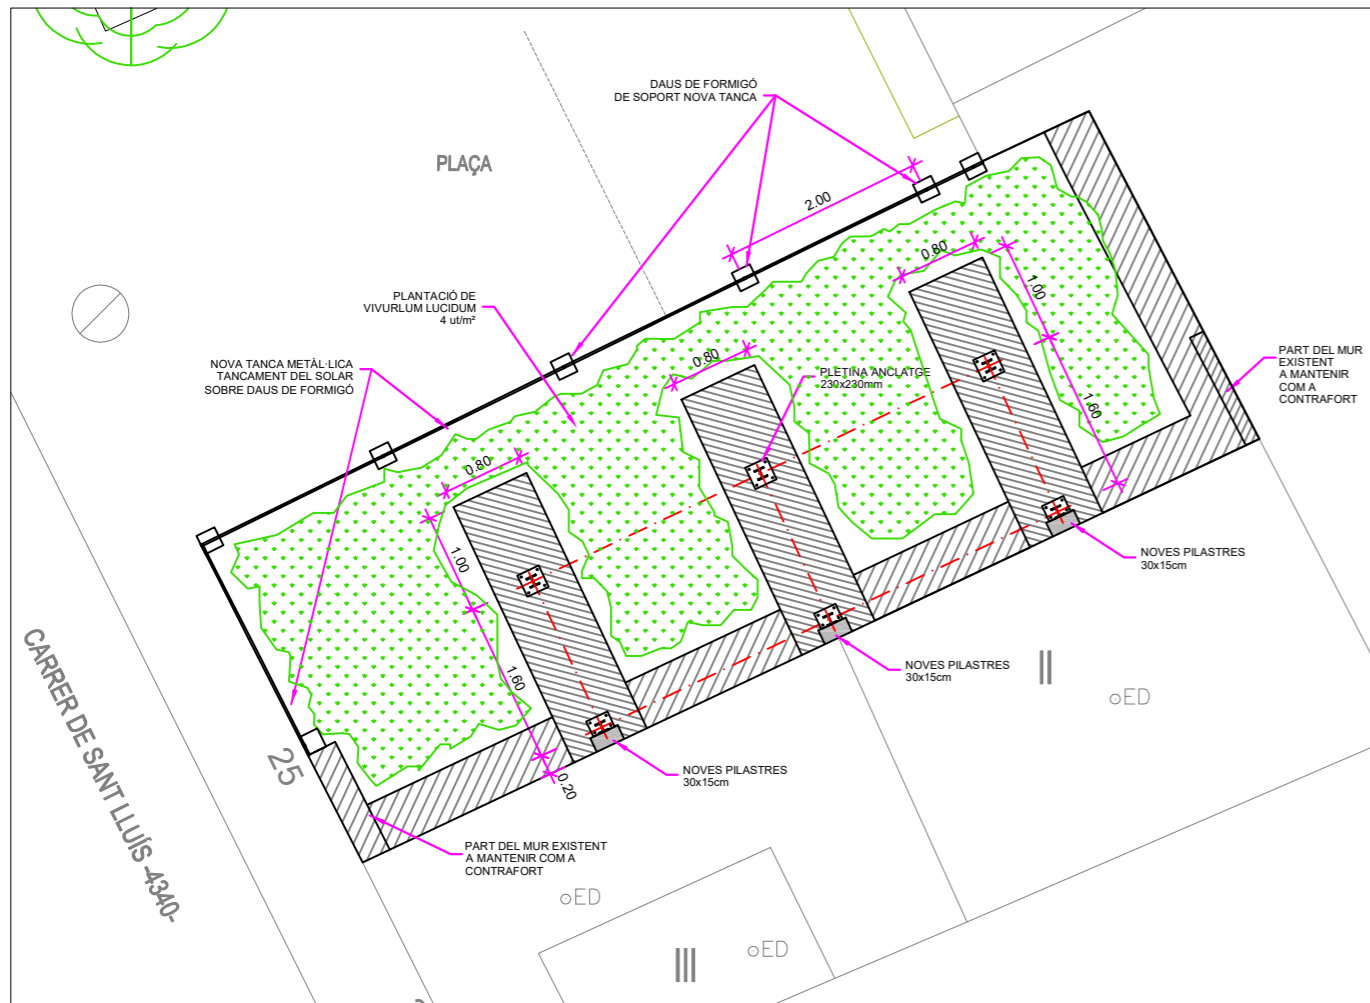 DAUS DE FORMIGÓ
DE SOPORT NOVA TANCA
PLAÇA
2.00
0.80
1.00
PLANTACIÓ DE
VIVURLUM LUCIDUM
4 ut/m²
NOVA TANCA METÀL·LICA
TANCAMENT DEL SOLAR
SOBRE DAUS DE FORMIGÓ
0.80
PLETINA ANCLATGE
230x230mm
PART DEL MUR
EXISTENT
A MANTENIR
COM A
CONTRAFORT
1.60
0.80
1.00
NOVES PILASTRES
30x15cm
1.60
NOVES PILASTRES
30x15cm
II
ED
CARRER DE SANT LLUÍS -4340-
25
NOVES PILASTRES
30x15cm
0.20
PART DEL MUR EXISTENT
A MANTENIR COM A
CONTRAFORT
ED
III
ED